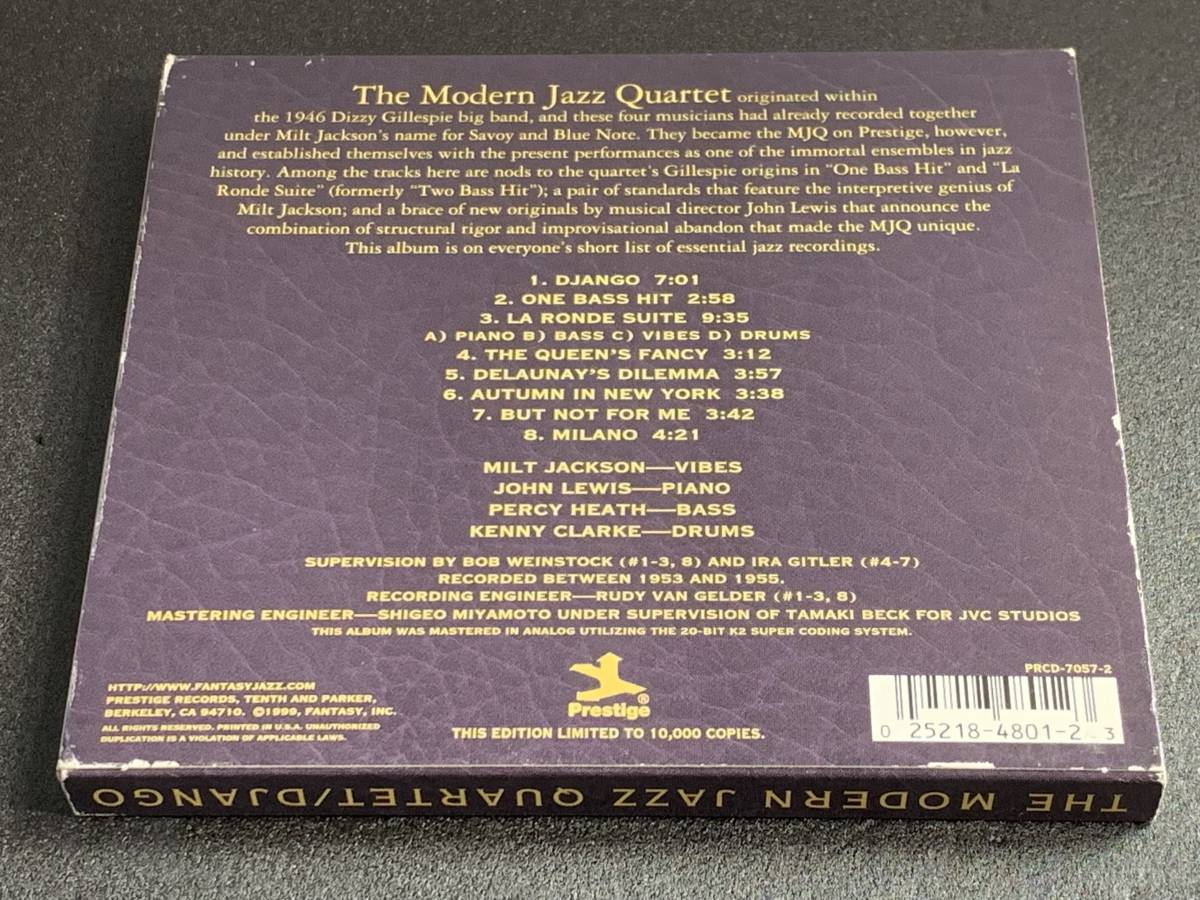 The Modern Jazz Quartet originated within
the 1946 Dizzy Gillespie big band, and these four musicians had already recorded together
under Milt Jackson's name for Savoy and Blue Note. They became the MJQ on Prestige, however,
and established themselves with the present performances as one of the immortal ensembles in jazz
history. Among the tracks here are nods to the quartet's Gillespie origins in "One Bass Hit" and "La
Ronde Suite" (formerly "Two Bass Hit"); a pair of standards that feature the interpretive genius of
Milt Jackson; and a brace of new originals by musical director John Lewis that announce the
combination of structural rigor and improvisational abandon that made the MJQ unique.
This album is on everyone's short list of essential jazz recordings.
1. DJANGO 7:01
2. ONE BASS HIT 2:58
3. LA RONDE SUITE 9:35
A) PIANO B) BASS C) VIBES D) DRUMS
4. THE QUEEN'S FANCY 3:12
5. DELAUNAY'S DILEMMA 3:57
6. AUTUMN IN NEW YORK 3:38
7. BUT NOT FOR ME 3:42
8. MILANO 4:21
MILT JACKSON—VIBES
JOHN LEWIS—PIANO
PERCY HEATH—BASS
KENNY CLARKE—DRUMS
SUPERVISION BY BOB WEINSTOCK (#1-3, 8) AND IRA GITLER (#4-7)
RECORDED BETWEEN 1953 AND 1955.
RECORDING ENGINEER—RUDY VAN GELDER (#1-3, 8)
MASTERING ENGINEER—SHIGEO MIYAMOTO UNDER SUPERVISION OF TAMAKI BECK FOR JVC STUDIOS
THIS ALBUM WAS MASTERED IN ANALOG UTILIZING THE 20-BIT K2 SUPER CODING SYSTEM.
HTTP://WWW.FANTASYJAZZ.COM
PRESTIGE RECORDS, TENTH AND PARKER,
BERKELEY, CA 94710. ©1999, FANTASY, INC.
ALL RIGHTS RESERVED. PRINTED IN U.S.A. UNAUTHORIZED
DUPLICATION IS A VIOLATION OF APPLICABLE LAWS.
Prestige®
THIS EDITION LIMITED TO 10,000 COPIES.
PRCD-7057-2
0 25218-4801-2 3
THE MODERN JAZZ QUARTET/DJANGO